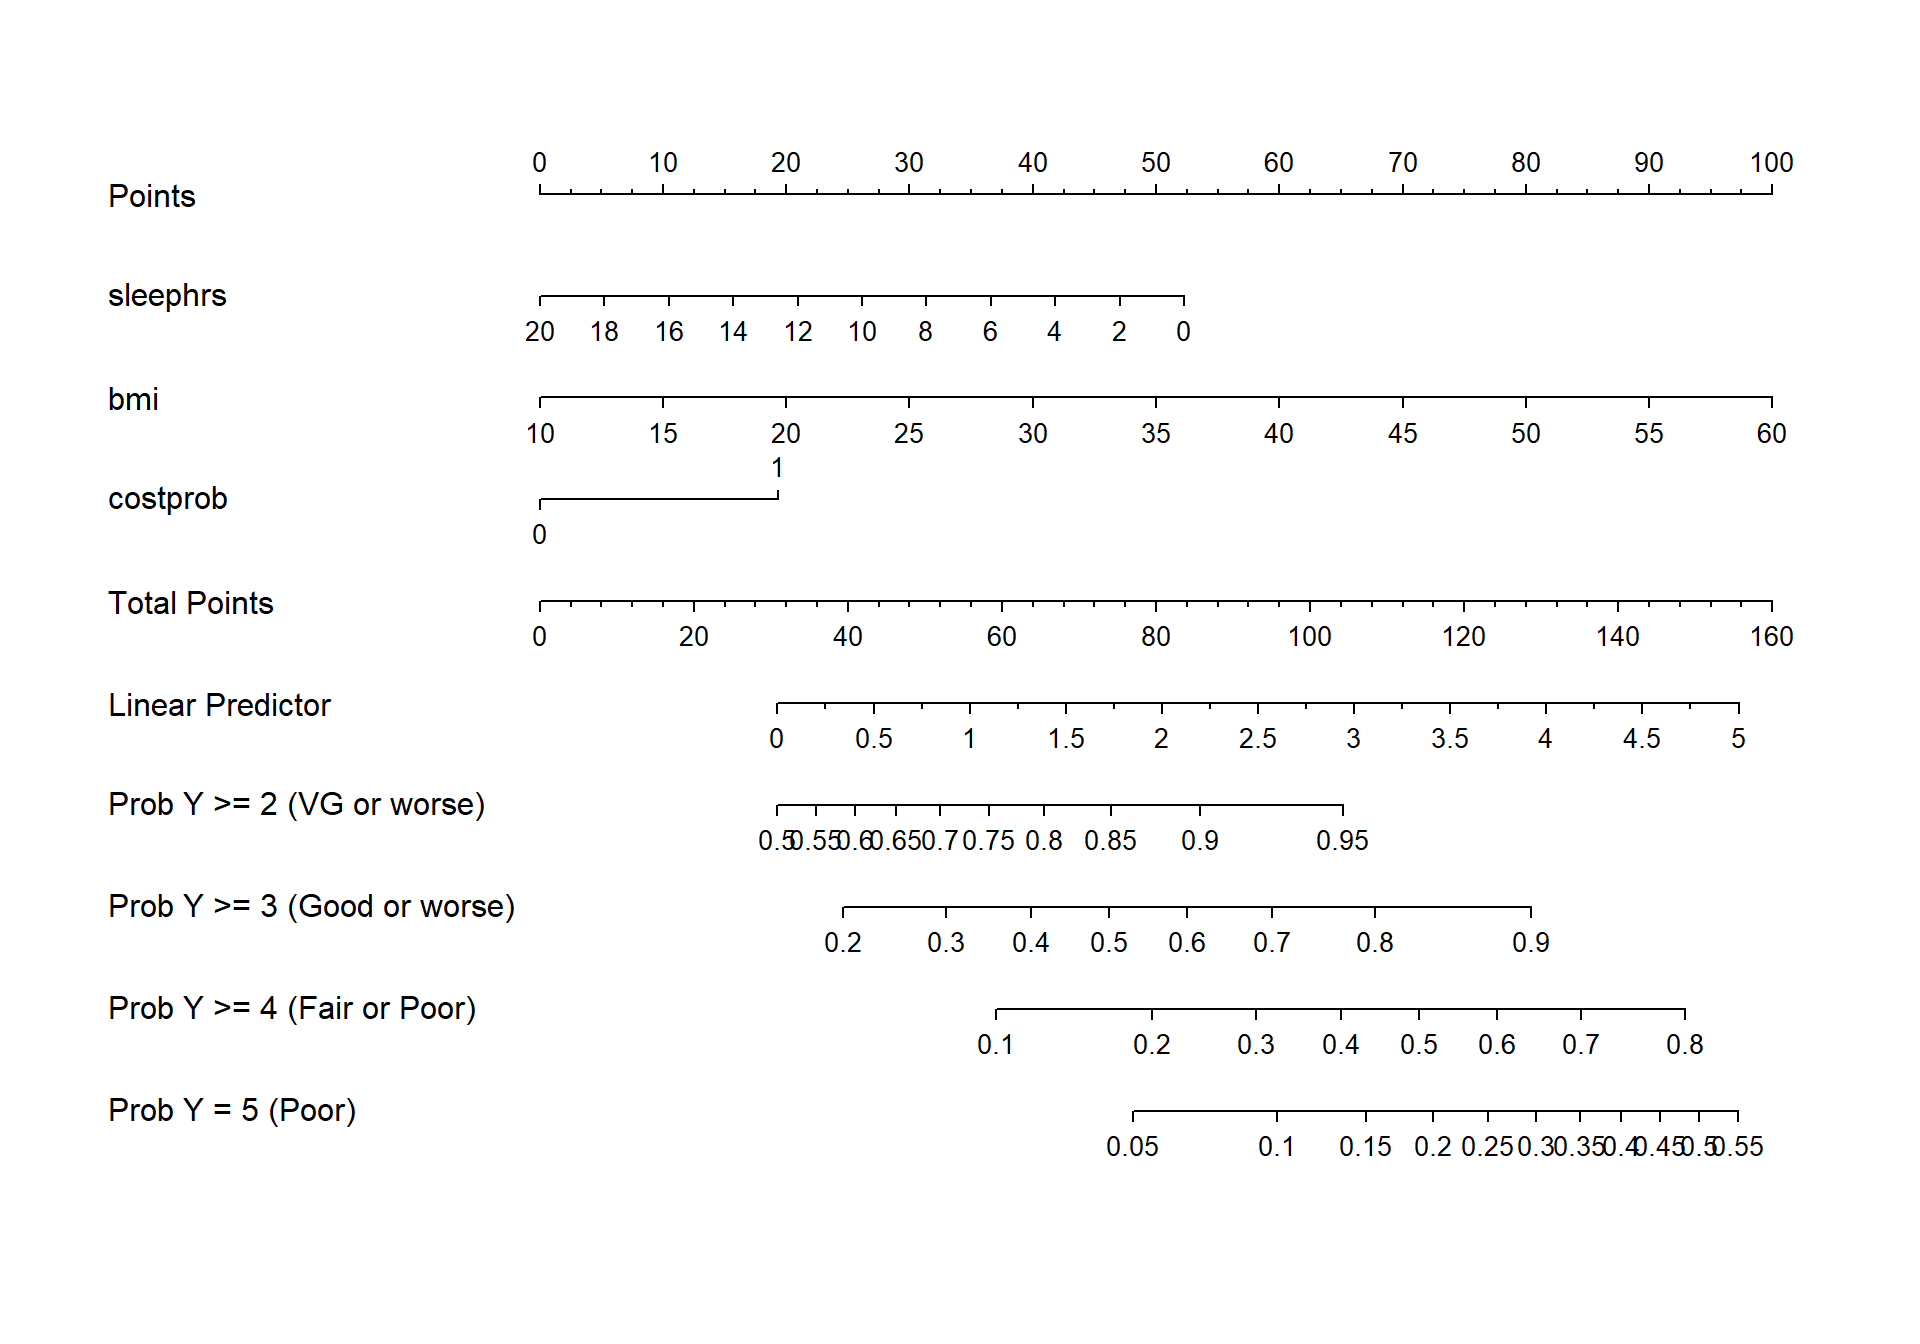 0 10 20 30 40 50 60 70 80 90 100
Points
sleephrs
20 18 16 14 12 10 8 6 4 2 0
bmi
10 15 20 25 30 35 40 45 50 55 60
1
costprob
0
Total Points
0 20 40 60 80 100 120 140 160
Linear Predictor
0 0.5 1 1.5 2 2.5 3 3.5 4 4.5 5
Prob Y >= 2 (VG or worse)
0.5 0.55 0.6 0.65 0.7 0.75 0.8 0.85 0.9 0.95
Prob Y >= 3 (Good or worse)
0.2 0.3 0.4 0.5 0.6 0.7 0.8 0.9
Prob Y >= 4 (Fair or Poor)
0.1 0.2 0.3 0.4 0.5 0.6 0.7 0.8
Prob Y = 5 (Poor)
0.05 0.1 0.15 0.2 0.25 0.3 0.35 0.4 0.45 0.5 0.55